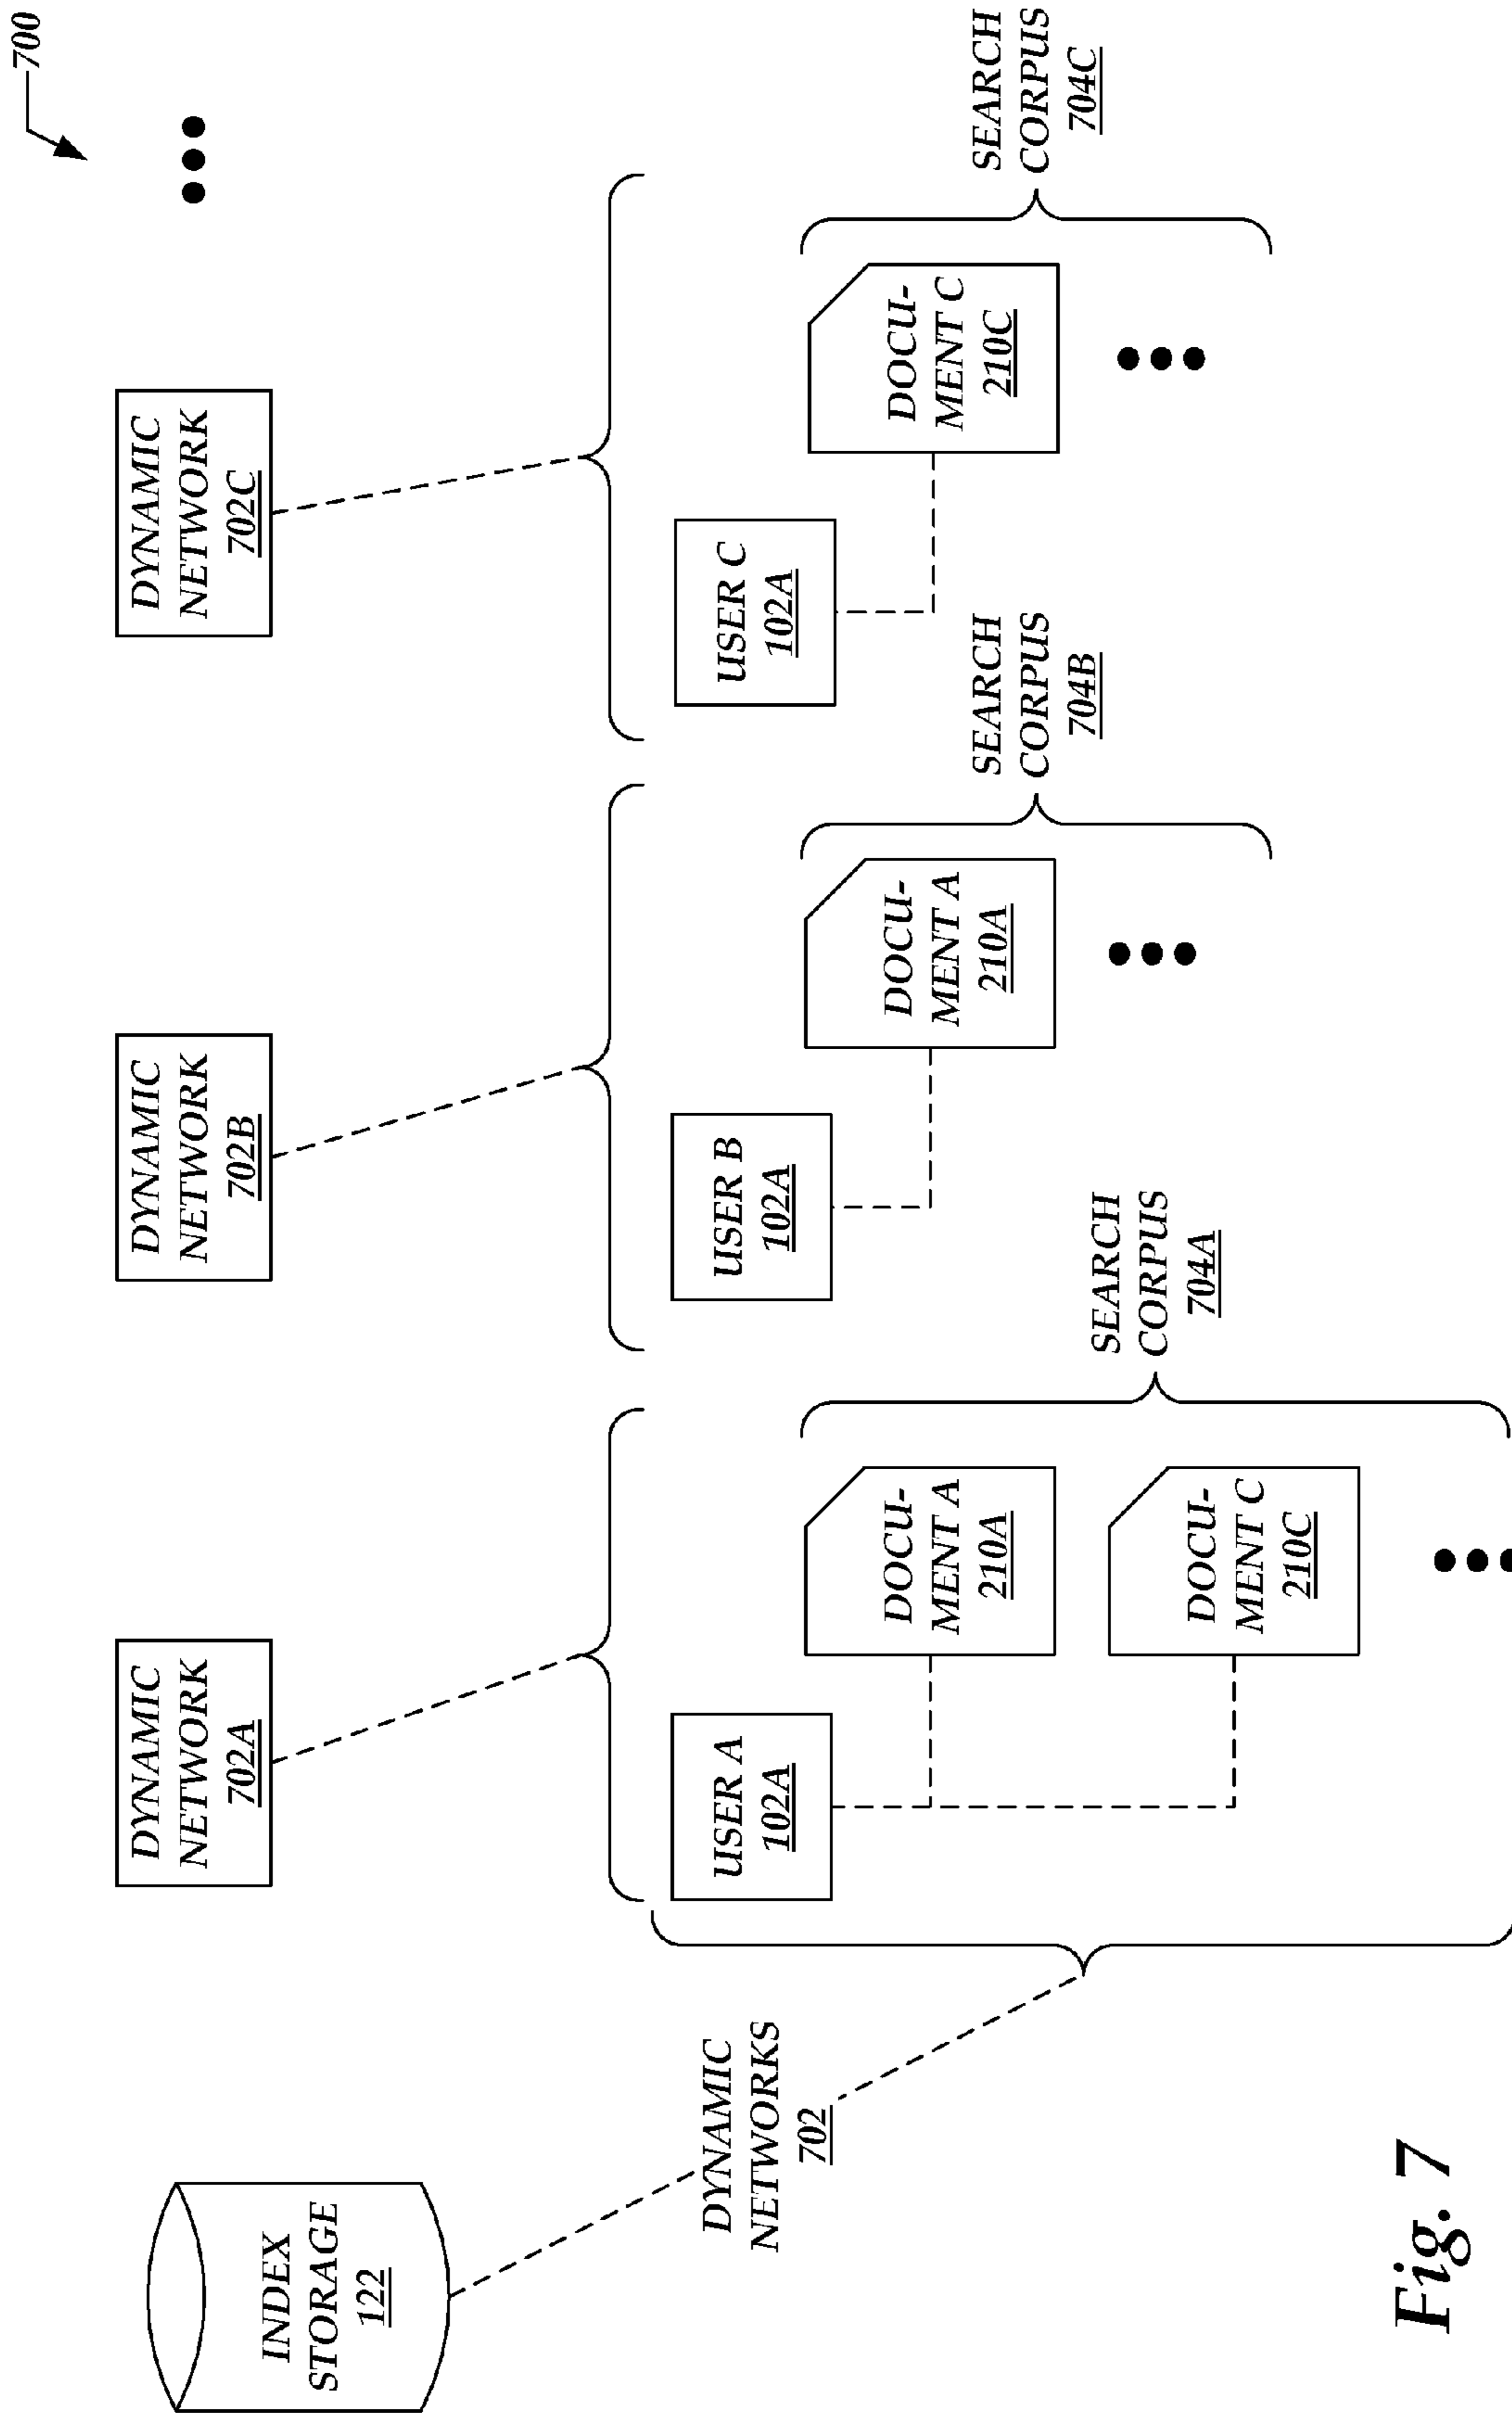 700
INDEX
STORAGE
122
DYNAMIC
NETWORK
702A
DYNAMIC
NETWORK
702B
DYNAMIC
NETWORK
702C
DYNAMIC
NETWORKS
702
USER A
102A
DOCU-
MENT A
210A
DOCU-
MENT C
210C
SEARCH
CORPUS
704A
USER B
102A
DOCU-
MENT A
210A
SEARCH
CORPUS
704B
USER C
102A
DOCU-
MENT C
210C
SEARCH
CORPUS
704C
Fig. 7